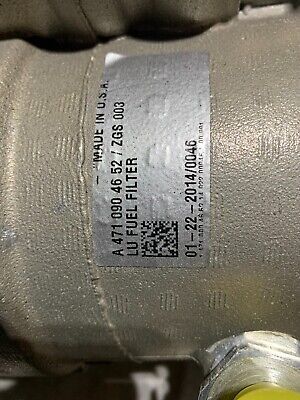 – MADE IN U.S.A.
A 471 090 46 52 / ZGS 003
LU FUEL FILTER
01–22–2014/0046